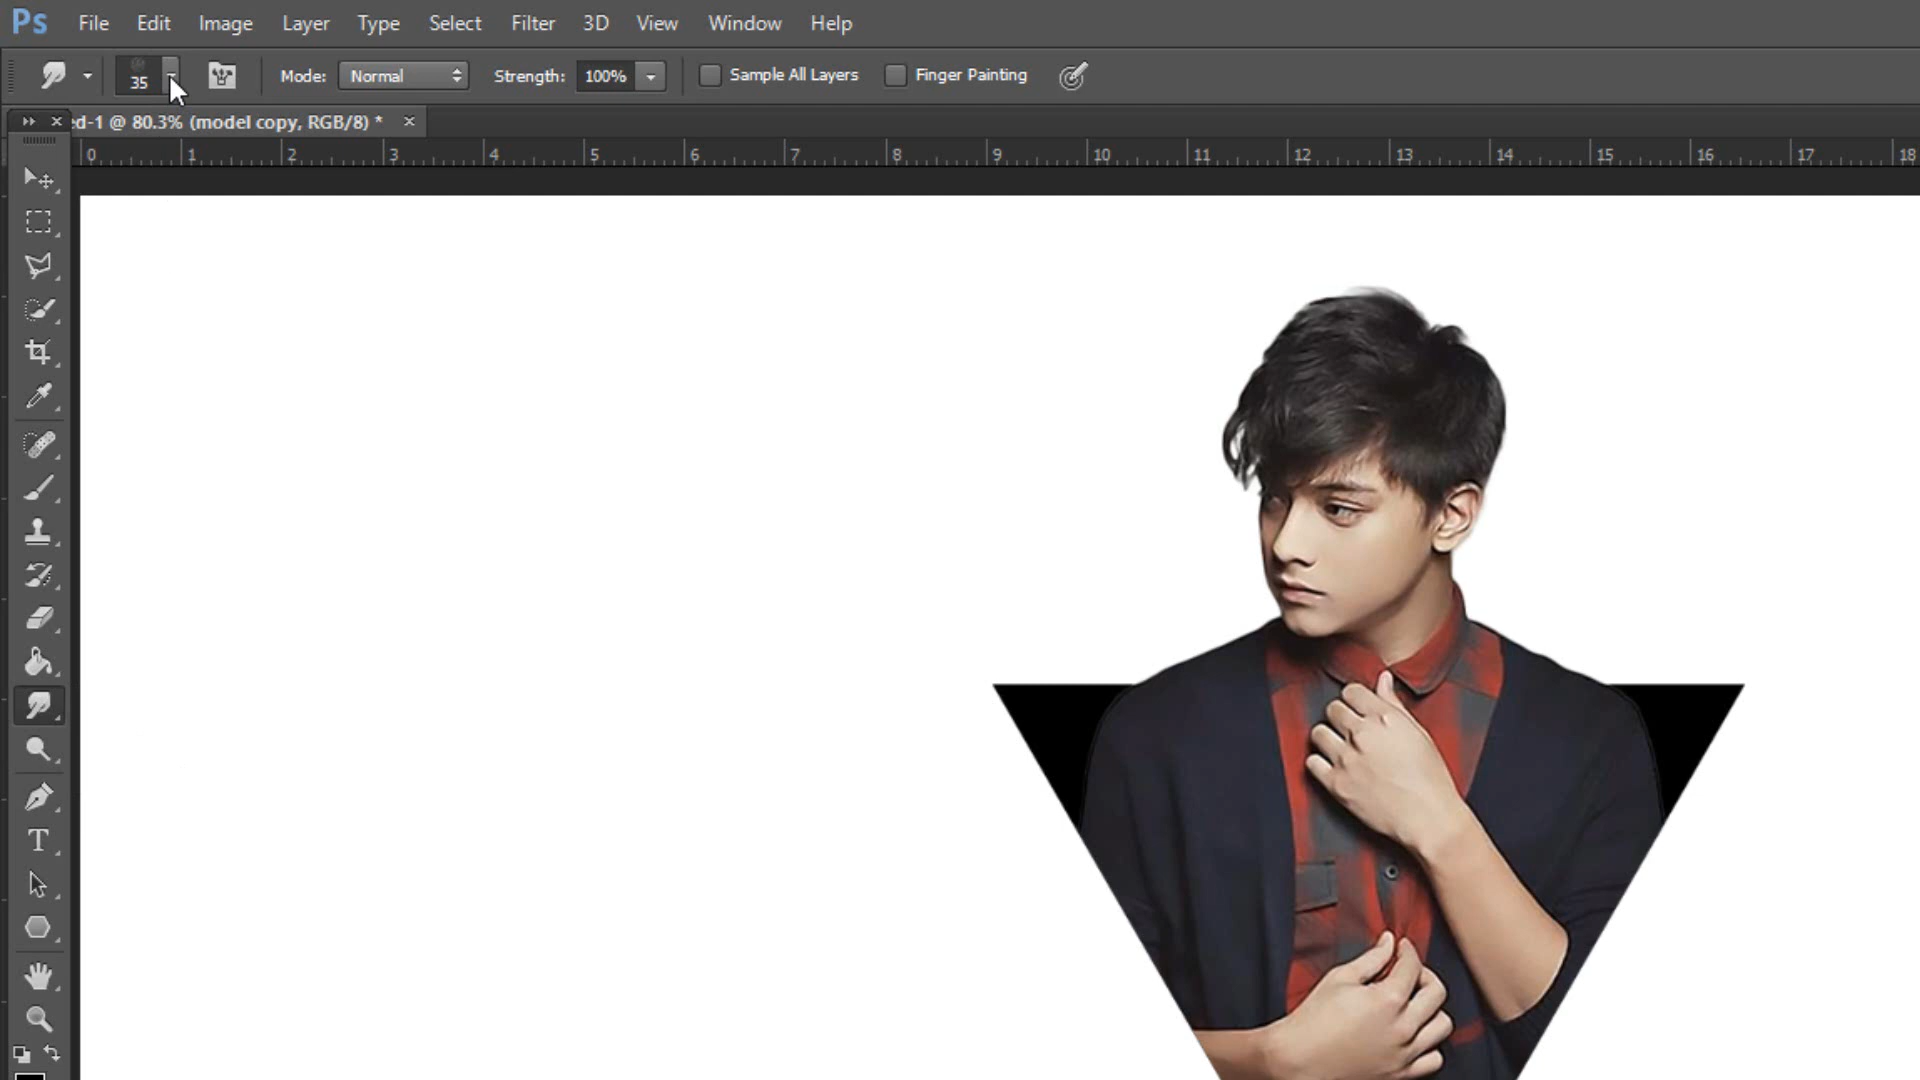 Ps File Edit Image Layer Type Select Filter 3D View Window Help
35 Mode: Normal Strength: 100% Sample All Layers Finger Painting
ed-1 @ 80.3% (model copy, RGB/8) * ×
0 1 2 3 4 5 6 7 8 9 10 11 12 13 14 15 16 17 18
T